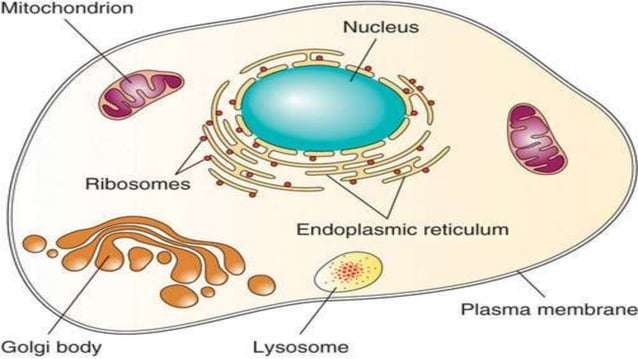 Mitochondrion
Nucleus
Ribosomes
Endoplasmic reticulum
Plasma membrane
Golgi body
Lysosome